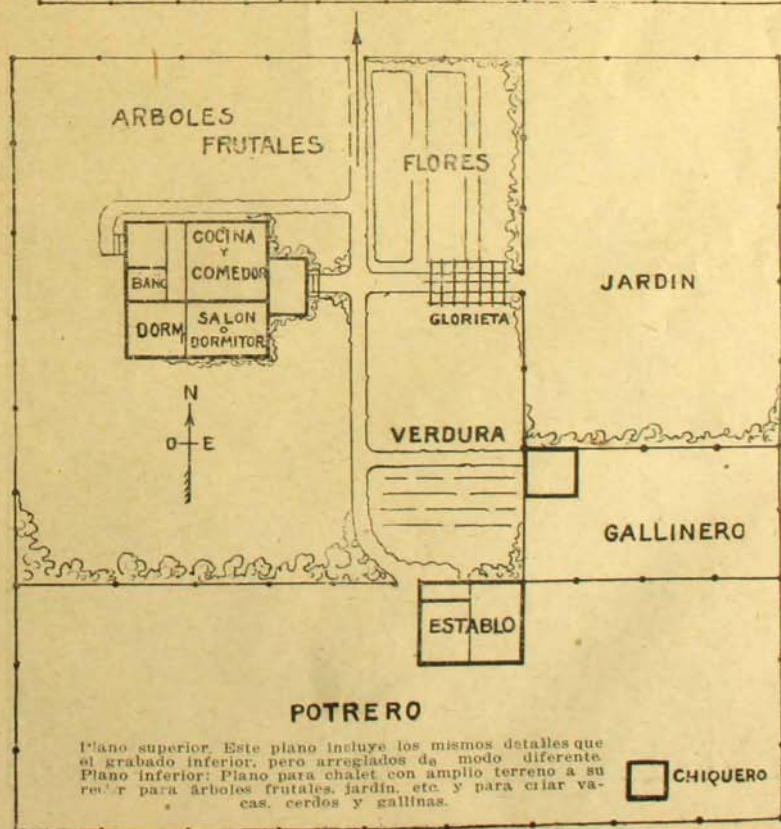 ARBOLES
FRUTALES
FLORES
COCINA
Y
COMEDOR
BANO
DORM
SALON
O
DORMITOR
JARDIN
GLORIETA
N
O E
VERDURA
GALLINERO
ESTABLO
POTRERO
Plano superior. Este plano incluye los mismos detalles que
el grabado inferior, pero arreglados de modo diferente.
Plano inferior: Plano para chalet con amplio terreno a su
para árboles frutales, jardín, etc. y para criar va-
cas, cerdos y gallinas.
CHIQUERO